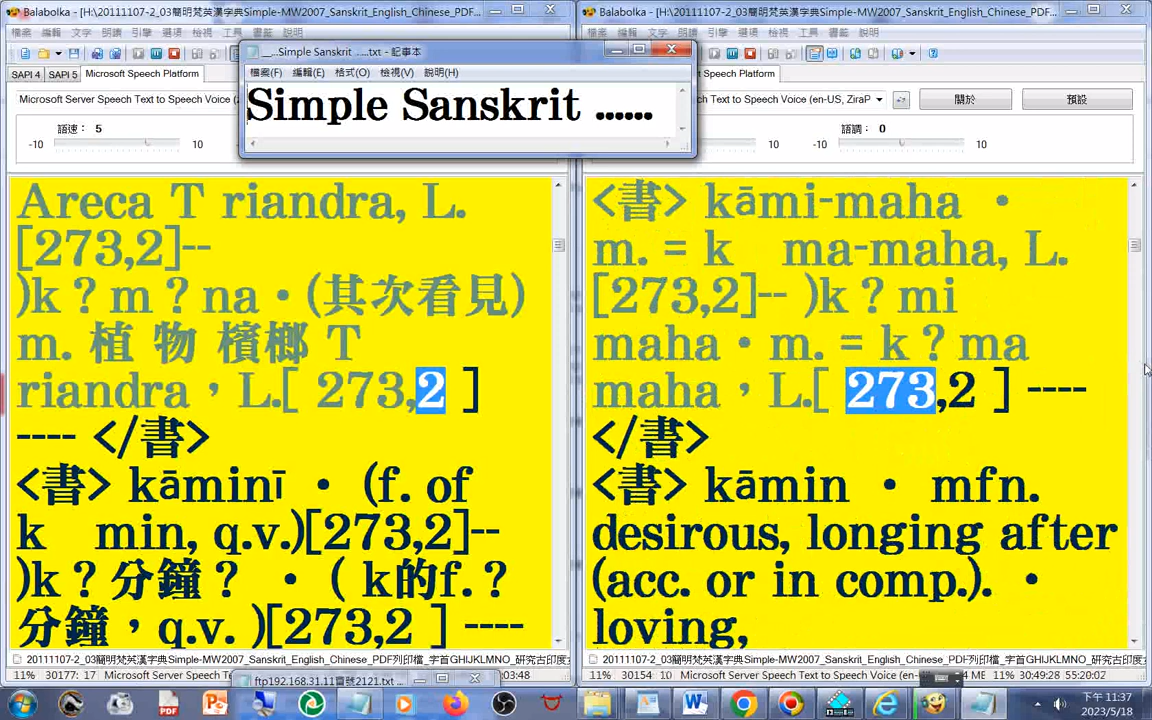 Balabolka - [H:\20111107-2_03簡明梵英漢字典Simple-MW2007_Sanskrit_English_Chinese_PDF...
Balabolka - [H:\20111107-2_03簡明梵英漢字典Simple-MW2007_Sanskrit_English_Chinese_PDF...
檔案 編輯 文字 朗讀 引擎 選項 工具 書籤 說明
__...Simple Sanskrit .....txt - 記事本
檔案(F) 編輯(E) 格式(O) 檢視(V) 說明(H)
Simple Sanskrit ......
SAPI 4 SAPI 5 Microsoft Speech Platform
t Speech Platform
Microsoft Server Speech Text to Speech Voice (
h Text to Speech Voice (en-US, ZiraP
關於
預設
語速： 5
-10 10
語調： 0
-10 10
Areca T riandra, L.
[273,2]--
)k？m？na‧(其次看見)
m. 植 物 檳榔 T
riandra，L.[ 273,2 ]
---- </書>
<書> kāminī ‧ (f. of
k min, q.v.)[273,2]--
)k？分鐘？ ‧ ( k的f.？
分鐘，q.v. )[273,2 ] ----
<書> kāmi-maha ‧
m. = k ma-maha, L.
[273,2]-- )k？mi
maha‧m. = k？ma
maha，L.[ 273,2 ] ----
</書>
<書> kāmin ‧ mfn.
desirous, longing after
(acc. or in comp.). ‧
loving,
20111107-2_03簡明梵英漢字典Simple-MW2007_Sanskrit_English_Chinese_PDF列印檔_字首GHIJKLMNO_研究古印度
20111107-2_03簡明梵英漢字典Simple-MW2007_Sanskrit_English_Chinese_PDF列印檔_字首GHIJKLMNO_研究古印度
11% 30177: 17 Microsoft Server Spee
ftp192.168.31.11寶號2121.txt ...
:03:48
11% 30154: 10 Microsoft Server Speech Text to Speech Voice
11% 30:49:28 55:20:02
下午 11:37
2023/5/18